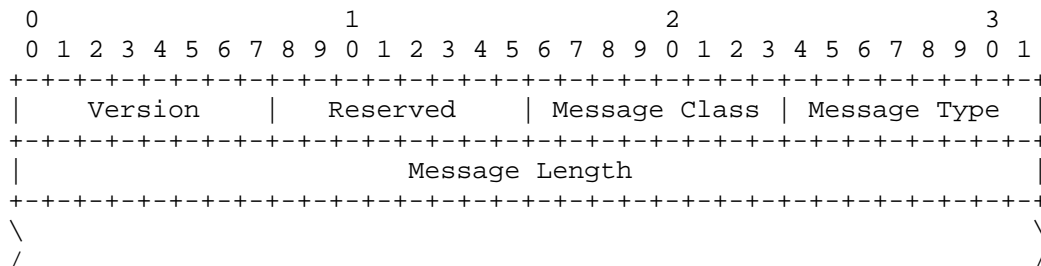 0                   1                   2                   3
 0 1 2 3 4 5 6 7 8 9 0 1 2 3 4 5 6 7 8 9 0 1 2 3 4 5 6 7 8 9 0 1
+-+-+-+-+-+-+-+-+-+-+-+-+-+-+-+-+-+-+-+-+-+-+-+-+-+-+-+-+-+-+-+-+
|    Version    |   Reserved    | Message Class | Message Type  |
+-+-+-+-+-+-+-+-+-+-+-+-+-+-+-+-+-+-+-+-+-+-+-+-+-+-+-+-+-+-+-+-+
|                        Message Length                         |
+-+-+-+-+-+-+-+-+-+-+-+-+-+-+-+-+-+-+-+-+-+-+-+-+-+-+-+-+-+-+-+-+
\                                                               \
/                                                               /